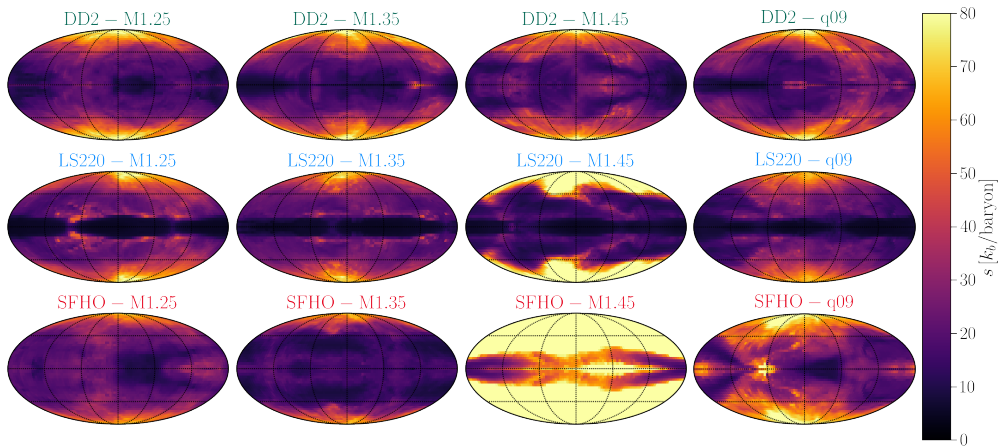 DD2 − M1.25
DD2 − M1.35
DD2 − M1.45
DD2 − q09
LS220 − M1.25
LS220 − M1.35
LS220 − M1.45
LS220 − q09
SFHO − M1.25
SFHO − M1.35
SFHO − M1.45
SFHO − q09
80
70
60
50
40
30
20
10
0
s [k_b/baryon]